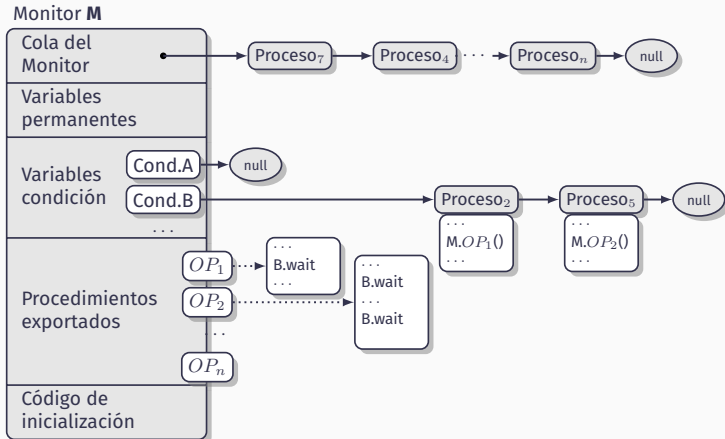 Monitor M
Cola del
Monitor
Proceso₇
Proceso₄
···
Procesoₙ
null
Variables
permanentes
Variables
condición
Cond.A
null
Cond.B
Proceso₂
Proceso₅
null
···
···
M.OP₁()
···
···
M.OP₂()
···
Procedimientos
exportados
OP₁
···
B.wait
···
OP₂
···
B.wait
···
B.wait
···
OPₙ
Código de
inicialización